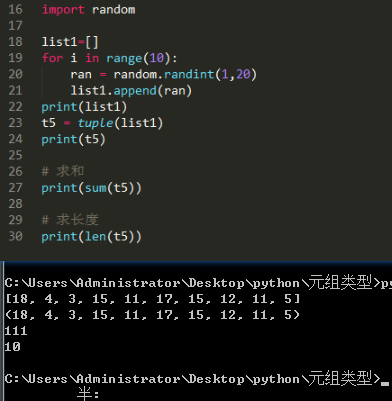 16 import random
17
18 list1=[]
19 for i in range(10):
20     ran = random.randint(1,20)
21     list1.append(ran)
22 print(list1)
23 t5 = tuple(list1)
24 print(t5)
25
26 # 求和
27 print(sum(t5))
28
29 # 求长度
30 print(len(t5))
C:\Users\Administrator\Desktop\python\元组类型>py
[18, 4, 3, 15, 11, 17, 15, 12, 11, 5]
(18, 4, 3, 15, 11, 17, 15, 12, 11, 5)
111
10
C:\Users\Administrator\Desktop\python\元组类型>
半: